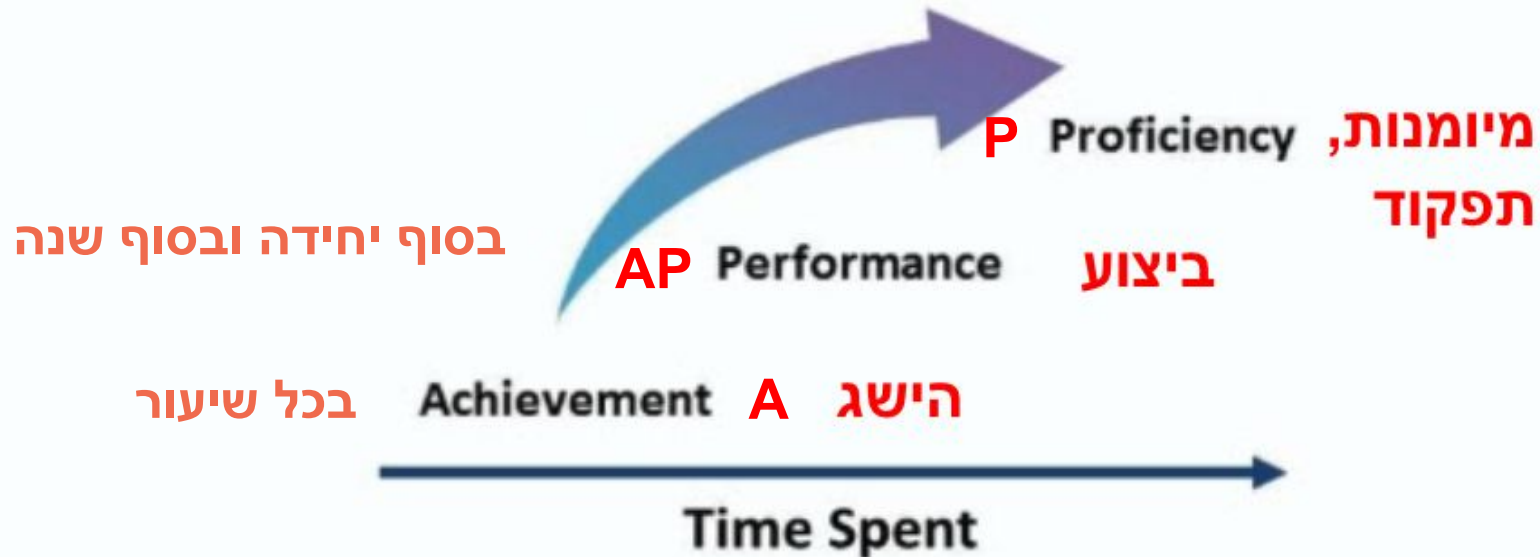 P Proficiency מיומנות,
תפקוד
בסוף יחידה ובסוף שנה
AP Performance ביצוע
בכל שיעור Achievement A הישג
Time Spent